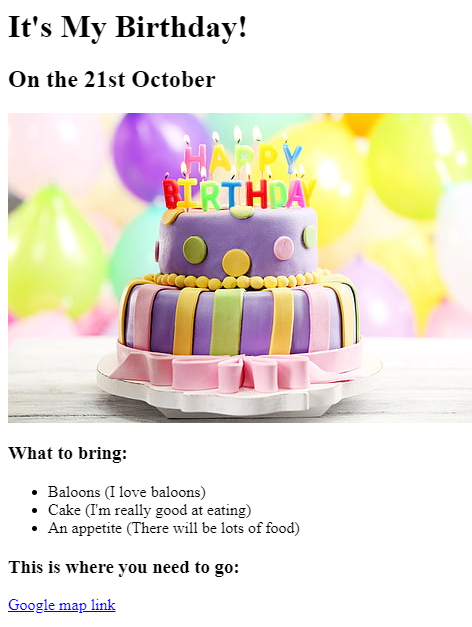 It's My Birthday!
On the 21st October
HAPPY
BIRTHDAY
What to bring:
Baloons (I love baloons)
Cake (I'm really good at eating)
An appetite (There will be lots of food)
This is where you need to go:
Google map link